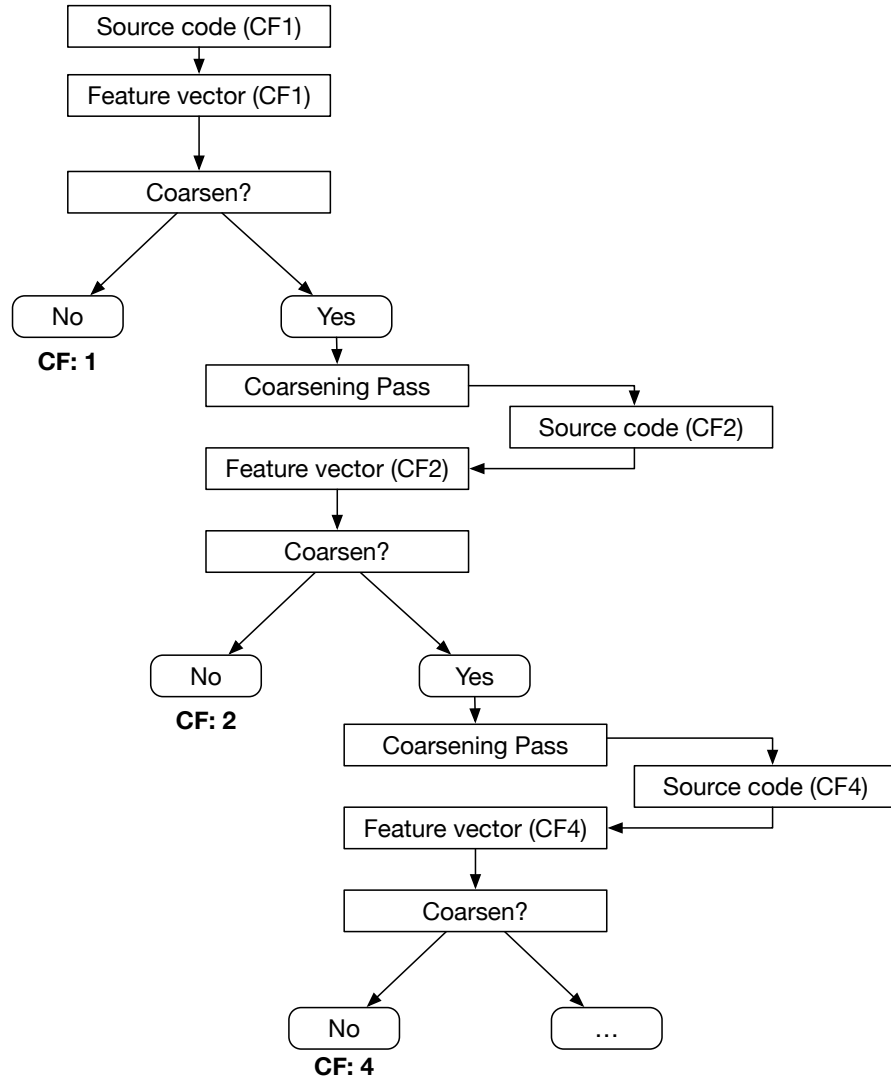 Source code (CF1)
Feature vector (CF1)
Coarsen?
No
Yes
CF: 1
Coarsening Pass
Source code (CF2)
Feature vector (CF2)
Coarsen?
No
Yes
CF: 2
Coarsening Pass
Source code (CF4)
Feature vector (CF4)
Coarsen?
No
...
CF: 4